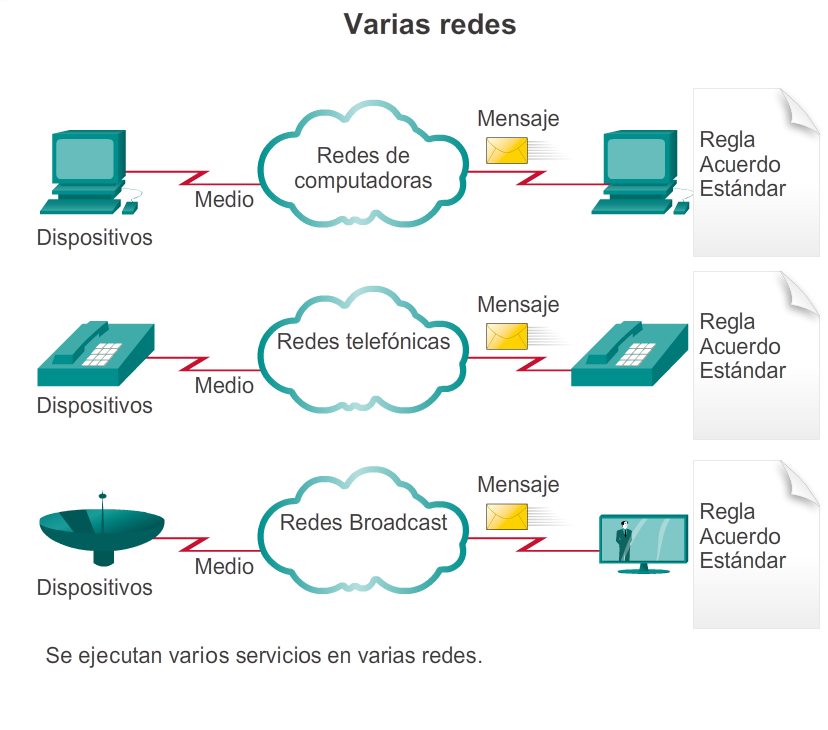 Varias redes
Mensaje
Redes de
computadoras
Medio
Dispositivos
Regla
Acuerdo
Estándar
Mensaje
Redes telefónicas
Medio
Dispositivos
Regla
Acuerdo
Estándar
Mensaje
Redes Broadcast
Medio
Dispositivos
Regla
Acuerdo
Estándar
Se ejecutan varios servicios en varias redes.